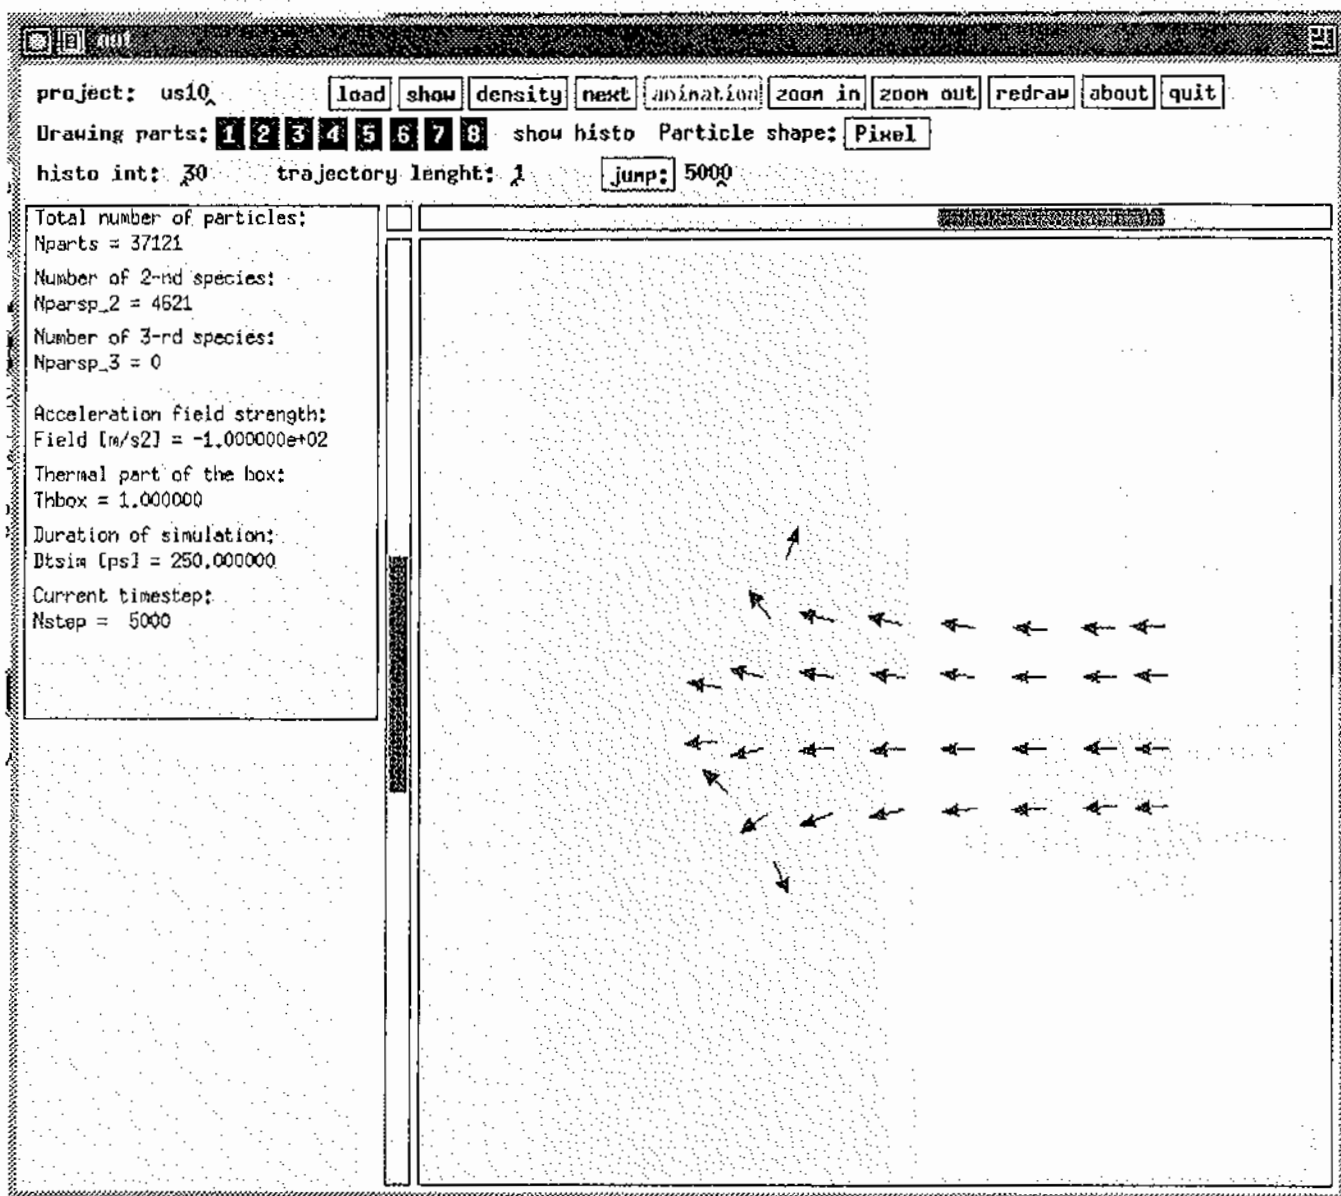 out
project: us10
load show density next animation zoom in zoom out redraw about quit
Drawing parts: 1 2 3 4 5 6 7 8 show histo Particle shape: Pixel
histo int: 30 trajectory lenght: 1 jump: 5000
Total number of particles:
Nparts = 37121
Number of 2-nd species:
Nparsp_2 = 4621
Number of 3-rd species:
Nparsp_3 = 0
Acceleration field strength:
Field [m/s2] = -1.000000e+02
Thermal part of the box:
Thbox = 1.000000
Duration of simulation:
Dtsim [ps] = 250.000000
Current timestep:
Nstep = 5000